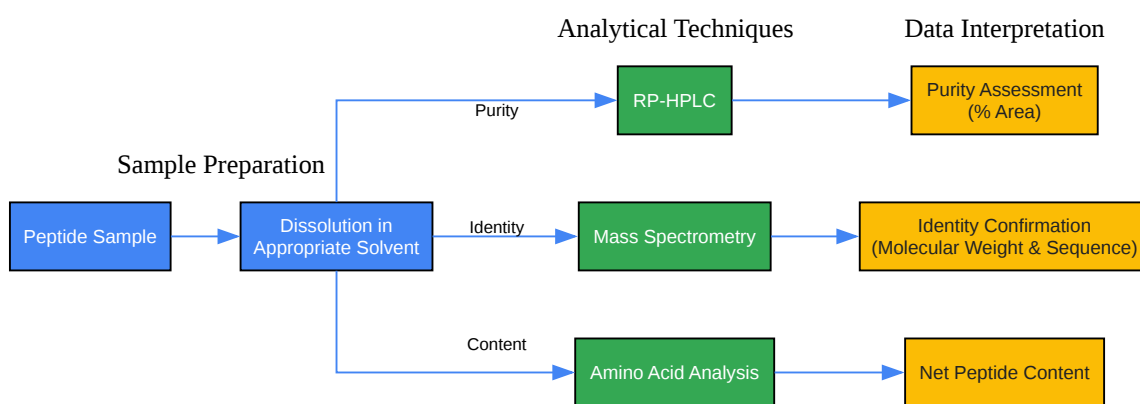 Analytical Techniques
Data Interpretation
RP-HPLC
Purity Assessment
(% Area)
Purity
Sample Preparation
Peptide Sample
Dissolution in
Appropriate Solvent
Identity
Mass Spectrometry
Identity Confirmation
(Molecular Weight & Sequence)
Content
Amino Acid Analysis
Net Peptide Content